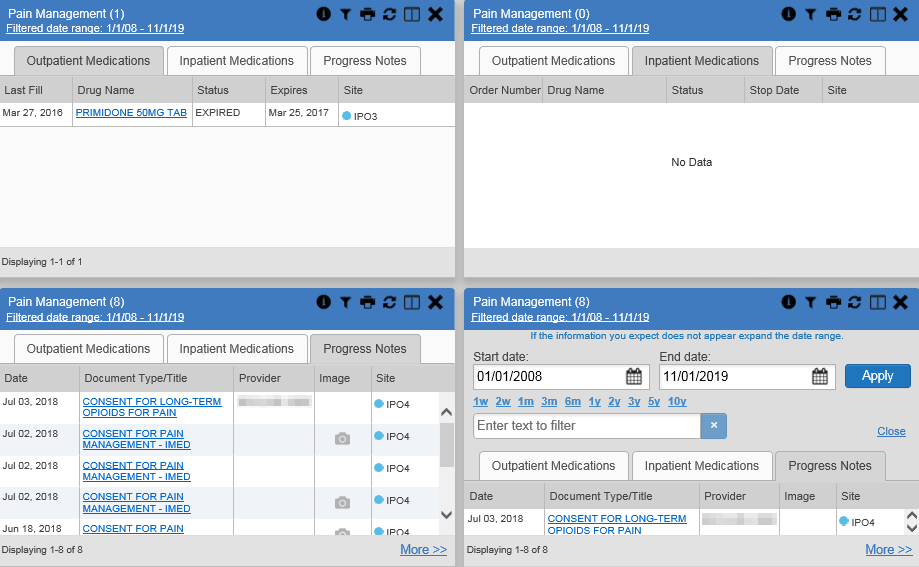 Pain Management (1)
Filtered date range: 1/1/08 - 11/1/19
Outpatient Medications Inpatient Medications Progress Notes
Last Fill Drug Name Status Expires Site
Mar 27, 2016 PRIMIDONE 50MG TAB EXPIRED Mar 25, 2017 IPO3
Displaying 1-1 of 1
Pain Management (0)
Filtered date range: 1/1/08 - 11/1/19
Outpatient Medications Inpatient Medications Progress Notes
Order Number Drug Name Status Stop Date Site
No Data
Pain Management (8)
Filtered date range: 1/1/08 - 11/1/19
Outpatient Medications Inpatient Medications Progress Notes
Date Document Type/Title Provider Image Site
Jul 03, 2018 CONSENT FOR LONG-TERM IPO4
OPIOIDS FOR PAIN
Jul 02, 2018 CONSENT FOR PAIN IPO4
MANAGEMENT - IMED
Jul 02, 2018 CONSENT FOR PAIN IPO4
MANAGEMENT - IMED
Jul 02, 2018 CONSENT FOR PAIN IPO4
MANAGEMENT - IMED
Jun 18, 2018 CONSENT FOR PAIN IPO4
Displaying 1-8 of 8 More >>
Pain Management (8)
Filtered date range: 1/1/08 - 11/1/19
If the information you expect does not appear expand the date range.
Start date: End date:
01/01/2008 11/01/2019 Apply
1w 2w 1m 3m 6m 1y 2y 3y 5y 10y
Enter text to filter ×
Close
Outpatient Medications Inpatient Medications Progress Notes
Date Document Type/Title Provider Image Site
Jul 03, 2018 CONSENT FOR LONG-TERM IPO4
OPIOIDS FOR PAIN
Displaying 1-8 of 8 More >>